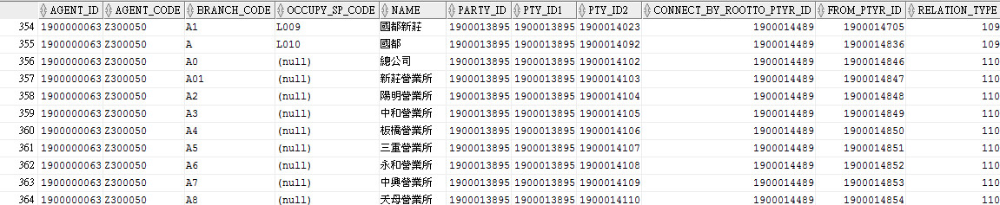 AGENT_ID AGENT_CODE BRANCH_CODE OCCUPY_SP_CODE NAME PARTY_ID PTY_ID1 PTY_ID2 CONNECT_BY_ROOTTO_PTYR_ID FROM_PTYR_ID RELATION_TYPE
354 1900000063 Z300050 A1 L009 國都新莊 1900013895 1900013895 1900014023 1900014489 1900014705 109
355 1900000063 Z300050 A L010 國都 1900013895 1900013895 1900014023 1900014489 1900014836 109
356 1900000063 Z300050 A0 (null) 總公司 1900013895 1900013895 1900014102 1900014489 1900014846 110
357 1900000063 Z300050 A01 (null) 新莊營業所 1900013895 1900013895 1900014103 1900014489 1900014847 110
358 1900000063 Z300050 A2 (null) 陽明營業所 1900013895 1900013895 1900014104 1900014489 1900014848 110
359 1900000063 Z300050 A3 (null) 中和營業所 1900013895 1900013895 1900014105 1900014489 1900014849 110
360 1900000063 Z300050 A4 (null) 板橋營業所 1900013895 1900013895 1900014106 1900014489 1900014850 110
361 1900000063 Z300050 A5 (null) 三重營業所 1900013895 1900013895 1900014107 1900014489 1900014851 110
362 1900000063 Z300050 A6 (null) 永和營業所 1900013895 1900013895 1900014108 1900014489 1900014852 110
363 1900000063 Z300050 A7 (null) 中興營業所 1900013895 1900013895 1900014109 1900014489 1900014853 110
364 1900000063 Z300050 A8 (null) 天母營業所 1900013895 1900013895 1900014110 1900014489 1900014854 110